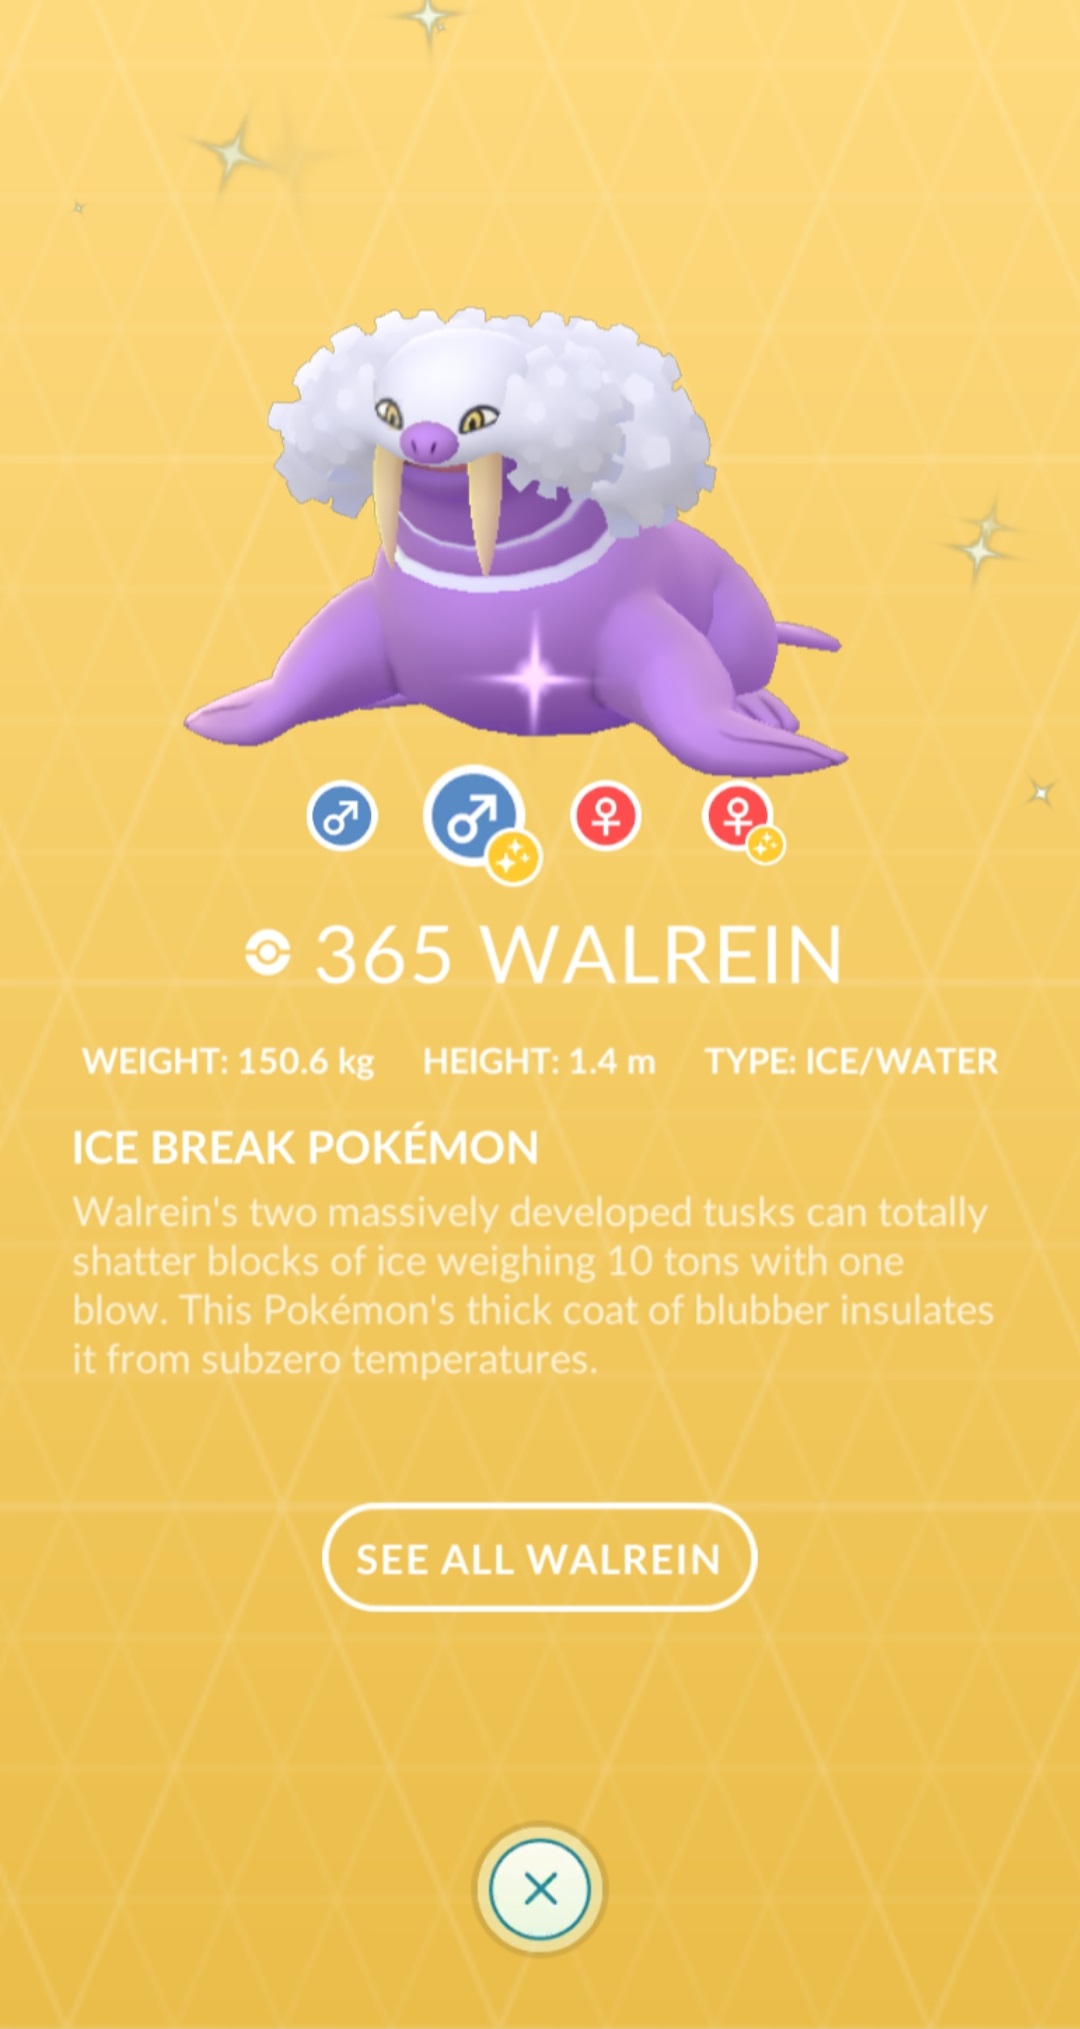 365 WALREIN
WEIGHT: 150.6 kg HEIGHT: 1.4 m TYPE: ICE/WATER
ICE BREAK POKÉMON
Walrein's two massively developed tusks can totally
shatter blocks of ice weighing 10 tons with one
blow. This Pokémon's thick coat of blubber insulates
it from subzero temperatures.
SEE ALL WALREIN